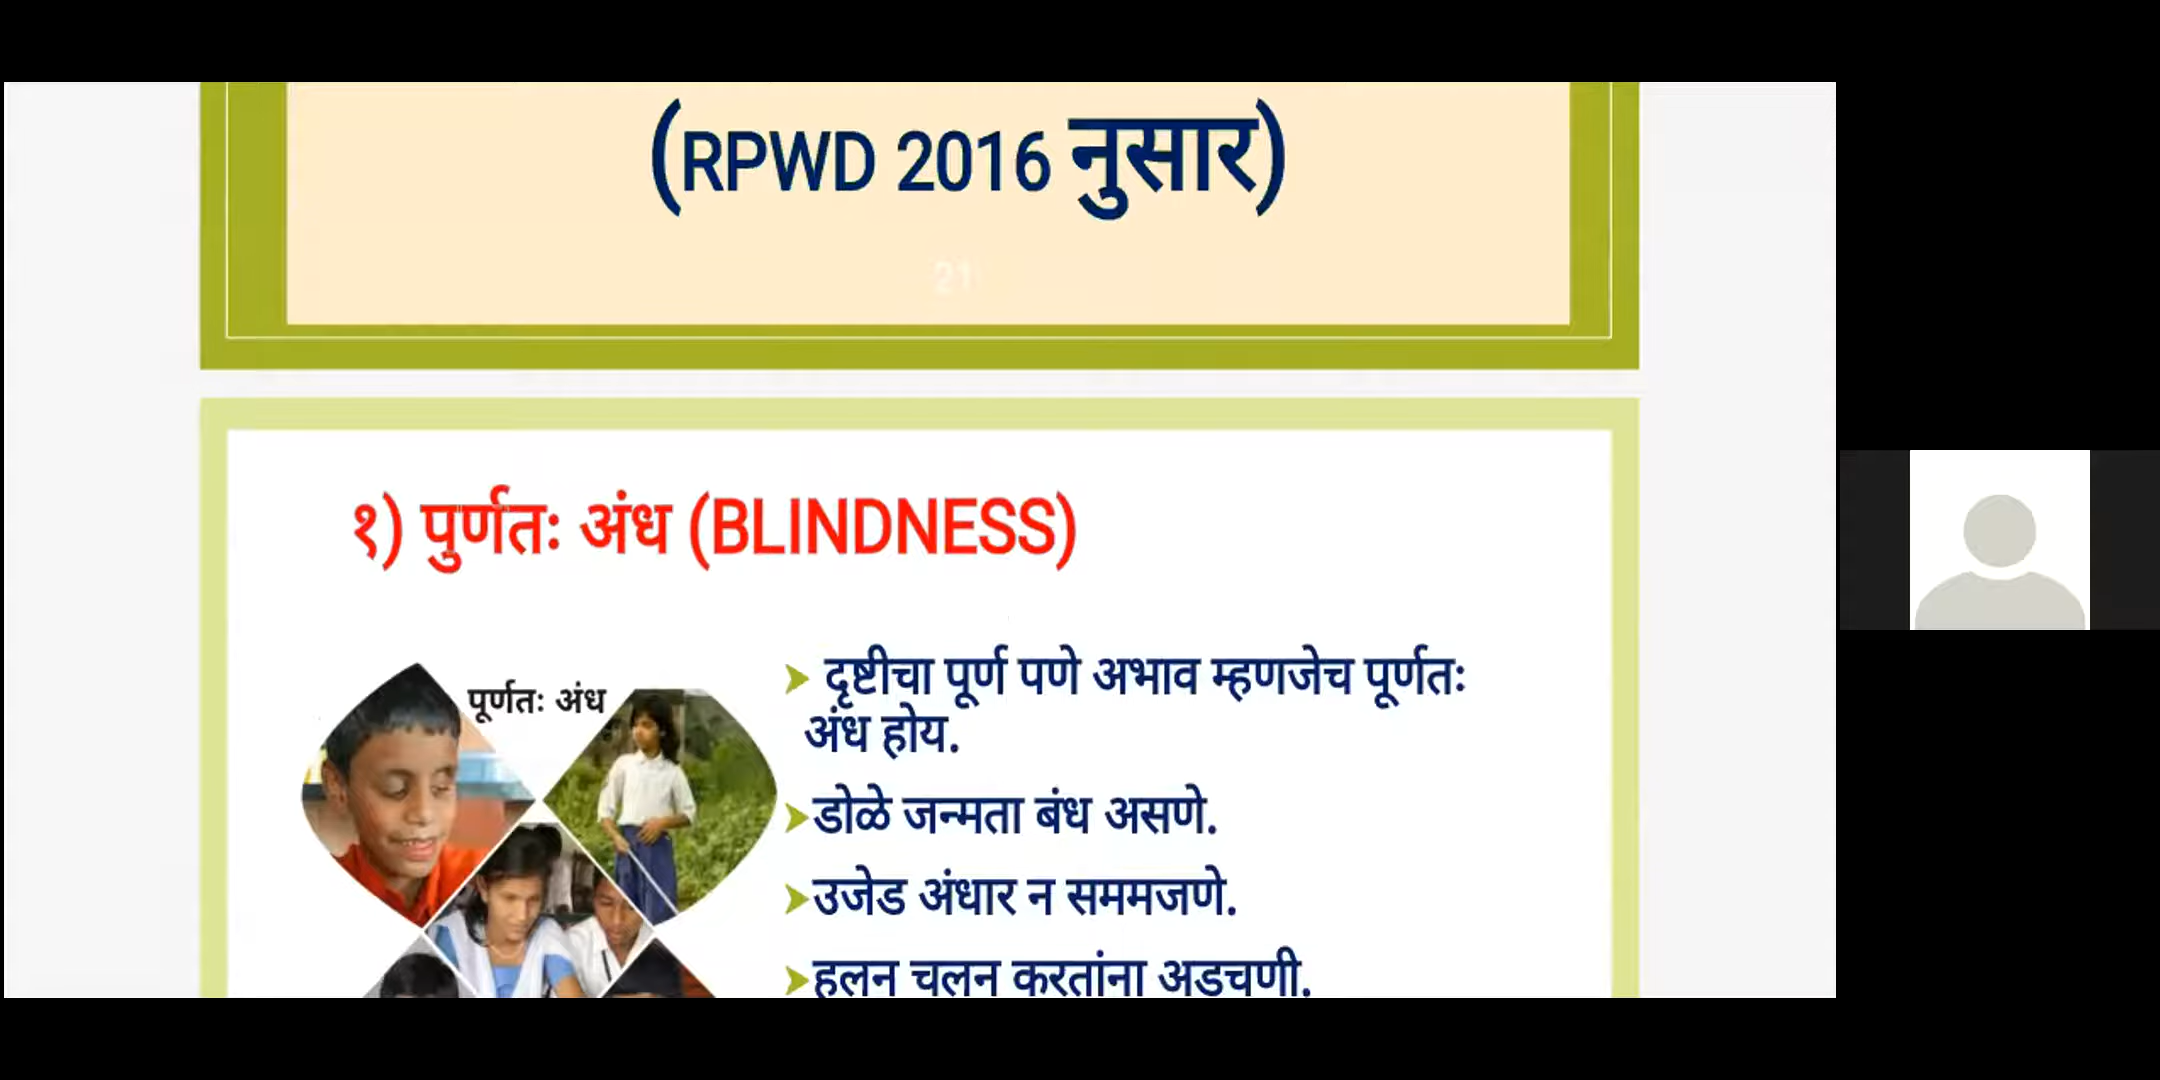 (RPWD 2016 नुसार)
21
१) पुर्णतः अंध (BLINDNESS)
पूर्णतः अंध
➤ दृष्टीचा पूर्ण पणे अभाव म्हणजेच पूर्णतः
अंध होय.
➤डोळे जन्मता बंध असणे.
➤उजेड अंधार न सममजणे.
➤हलन चलन करतांना अडचणी.